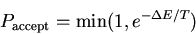 P_accept = min(1, e^{-ΔE/T})